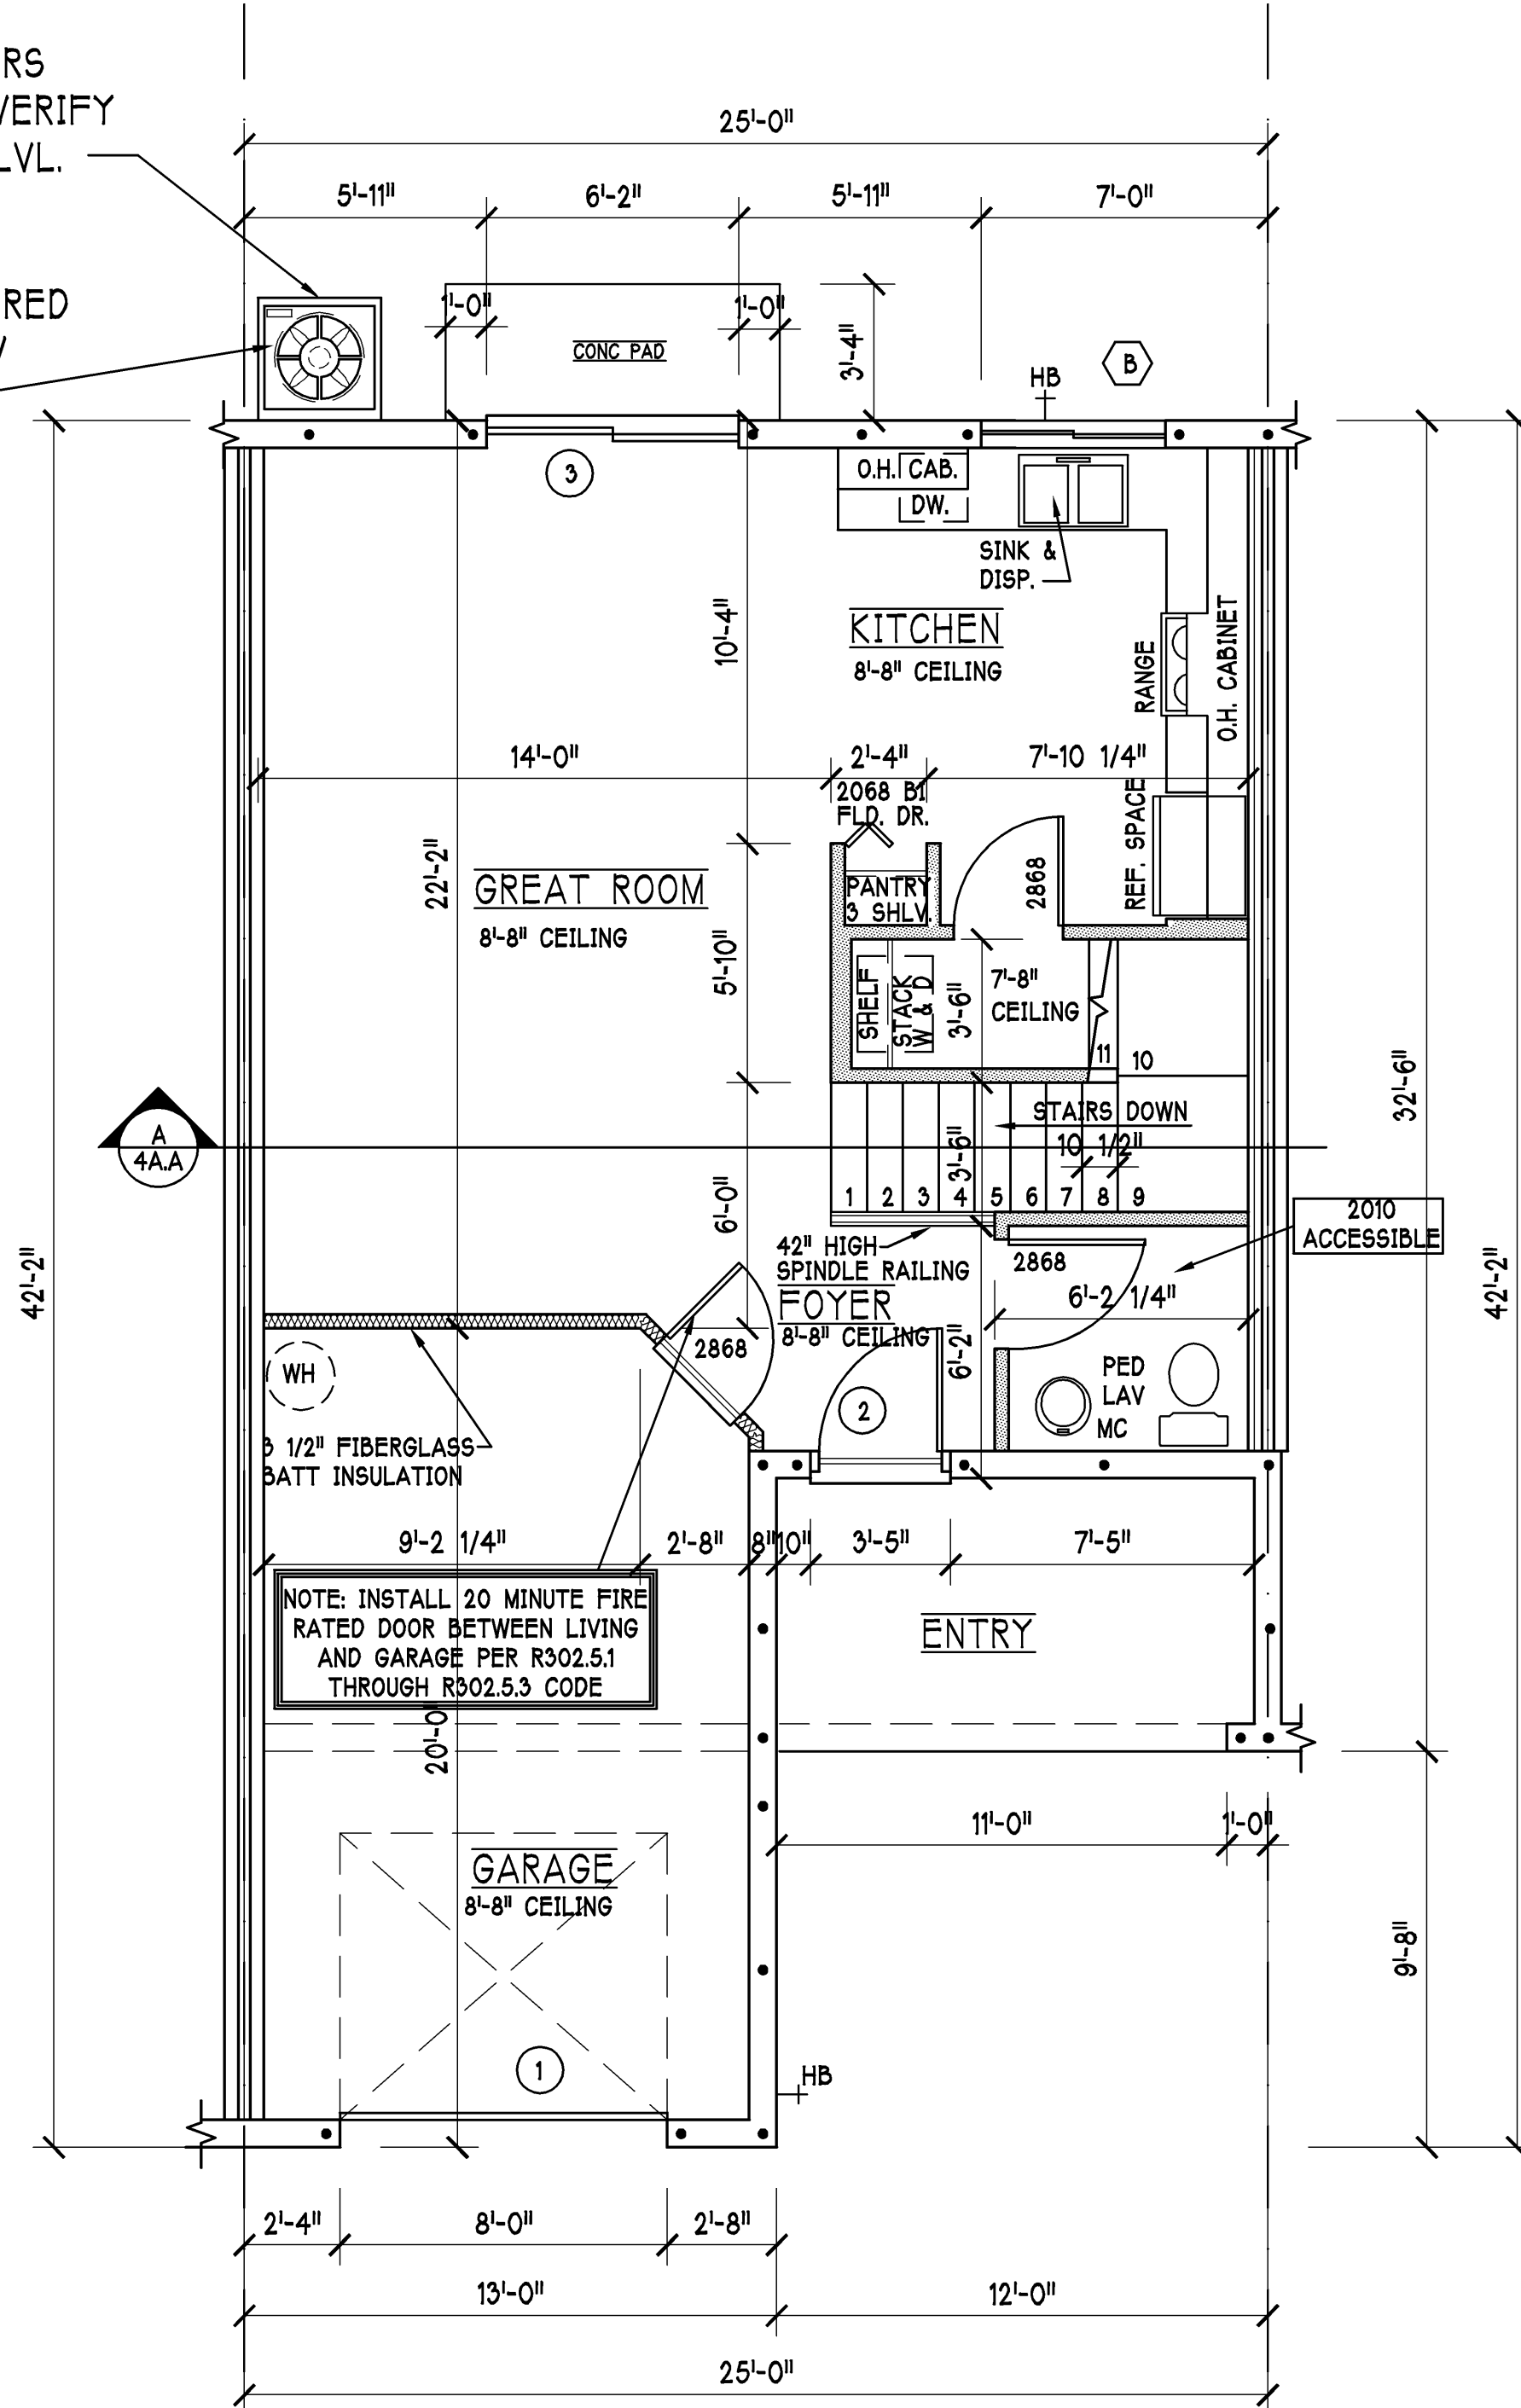 RS
VERIFY
LVL.
RED
25'-0"
5'-11"
6'-2"
5'-11"
7'-0"
1'-0"
1'-0"
CONC PAD
3'-4"
HB
B
3
O.H. CAB.
DW.
SINK &
DISP.
10'-4"
KITCHEN
8'-8" CEILING
RANGE
O.H. CABINET
14'-0"
2'-4"
7'-10 1/4"
2068 BI
FLD. DR.
REF. SPACE
22'-2"
GREAT ROOM
8'-8" CEILING
2868
PANTRY
3 SHLV.
5'-10"
SHELF
STACK
W & D
3'-6"
7'-8"
CEILING
11
10
32'-6"
STAIRS DOWN
10 1/2"
A
4A.A
3'-6"
6'-0"
1
2
3
4
5
6
7
8
9
2010
ACCESSIBLE
42'-2"
42'-2"
42" HIGH
SPINDLE RAILING
2868
FOYER
8'-8" CEILING
6'-2 1/4"
2868
6'-2"
WH
PED
LAV
MC
2
3 1/2" FIBERGLASS
BATT INSULATION
9'-2 1/4"
2'-8"
8"
10"
3'-5"
7'-5"
NOTE: INSTALL 20 MINUTE FIRE
RATED DOOR BETWEEN LIVING
AND GARAGE PER R302.5.1
THROUGH R302.5.3 CODE
ENTRY
20'-0"
11'-0"
1'-0"
GARAGE
8'-8" CEILING
9'-8"
1
HB
2'-4"
8'-0"
2'-8"
13'-0"
12'-0"
25'-0"